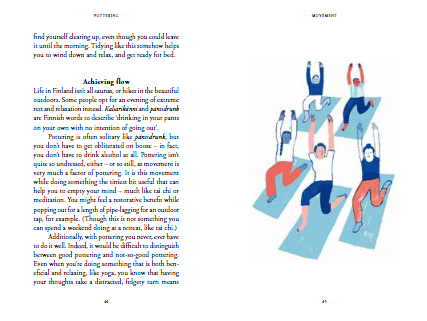 POTTERING
find yourself clearing up, even though you could leave
it until the morning. Tidying like this somehow helps
you to wind down and relax, and get ready for bed.
Achieving flow
Life in Finland isn't all saunas, or hikes in the beautiful
outdoors. Some people opt for an evening of extreme
rest and relaxation instead. Kalsarikänni and päntsdrunk
are Finnish words to describe 'drinking in your pants
on your own with no intention of going out'.
Pottering is often solitary like päntsdrunk, but
you don't have to get obliterated on booze – in fact,
you don't have to drink alcohol at all. Pottering isn't
quite so undressed, either – or so still, as movement is
very much a factor of pottering. It is this movement
while doing something the tiniest bit useful that can
help you to empty your mind – much like tai chi or
meditation. You might feel a restorative benefit while
popping out for a length of pipe-lagging for an outdoor
tap, for example. (Though this is not something you
can spend a weekend doing at a retreat, like tai chi.)
Additionally, with pottering you never, ever have
to do it well. Indeed, it would be difficult to distinguish
between good pottering and not-so-good pottering.
Even when you're doing something that is both ben-
eficial and relaxing, like yoga, you know that having
your thoughts take a distracted, fidgety turn means
44
MOVEMENT
45